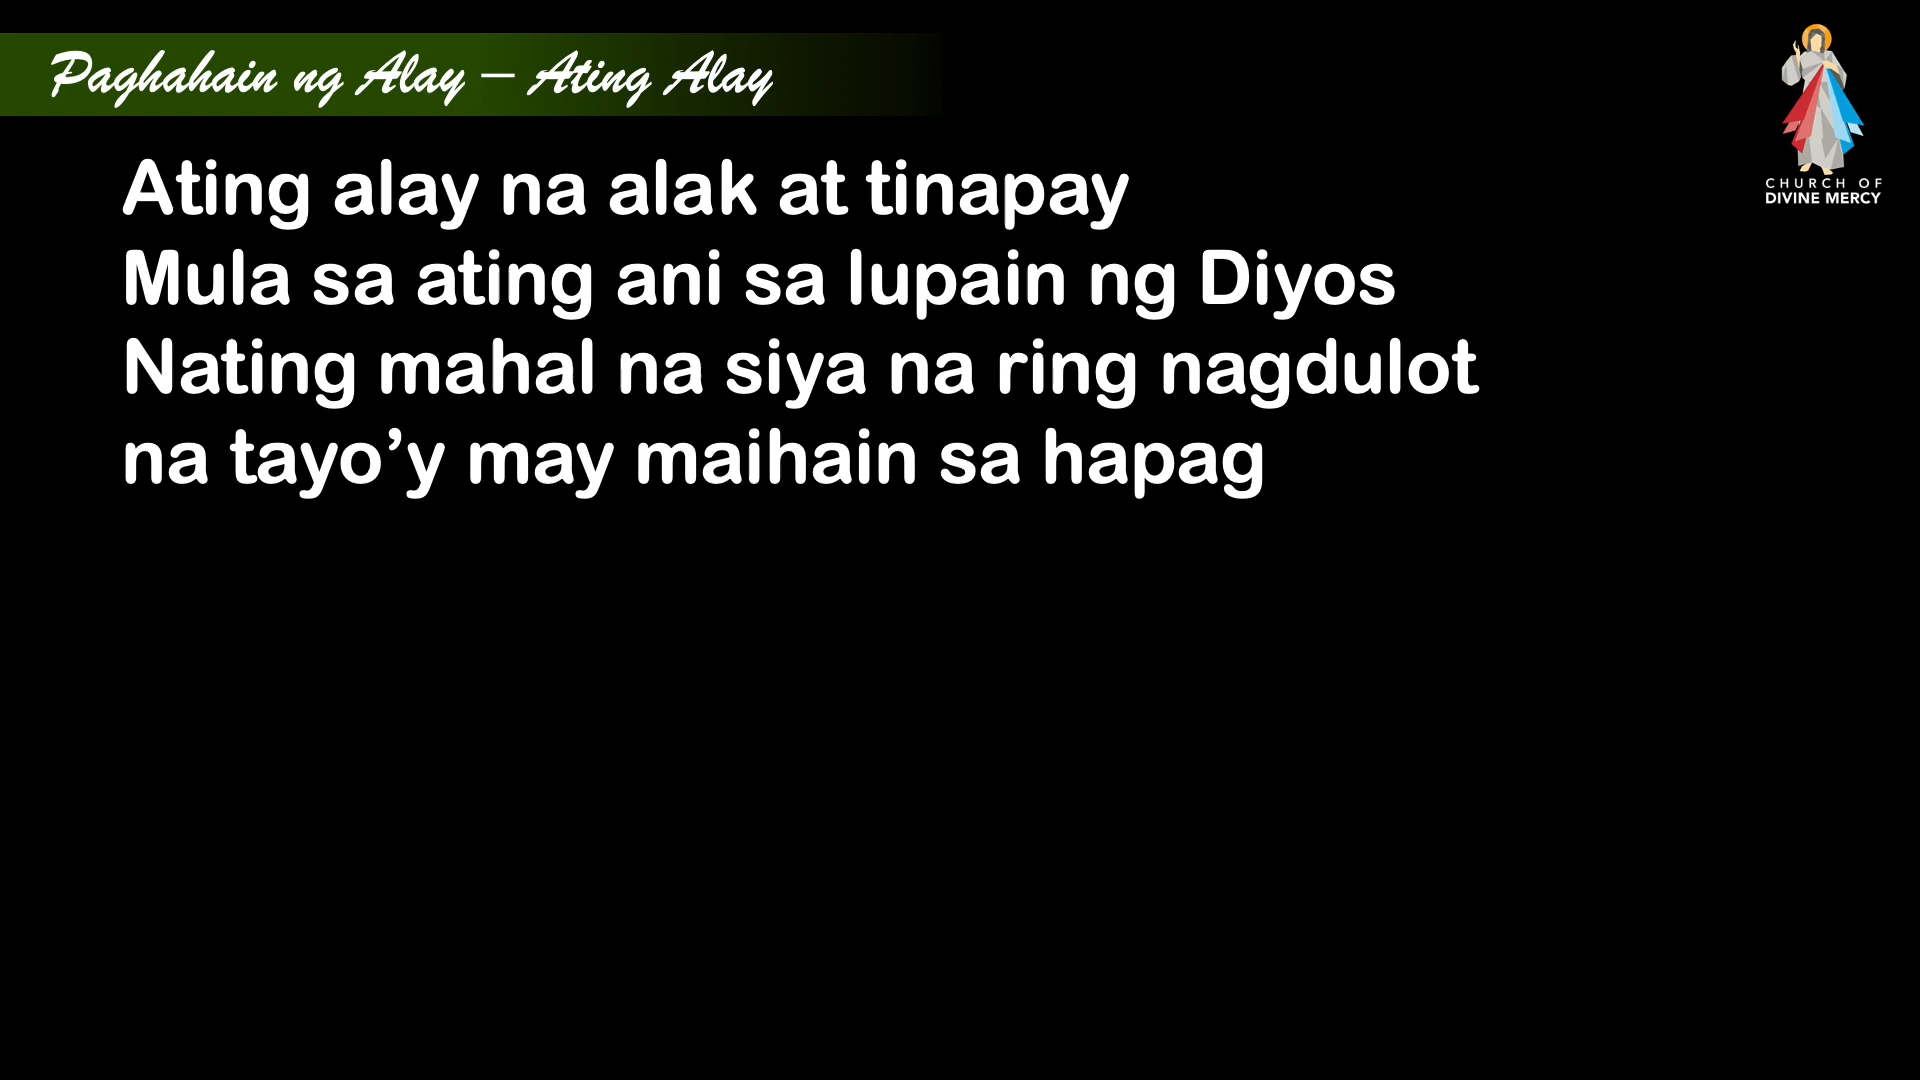 Paghahain ng Alay – Ating Alay
CHURCH OF
DIVINE MERCY
Ating alay na alak at tinapay
Mula sa ating ani sa lupain ng Diyos
Nating mahal na siya na ring nagdulot
na tayo’y may maihain sa hapag